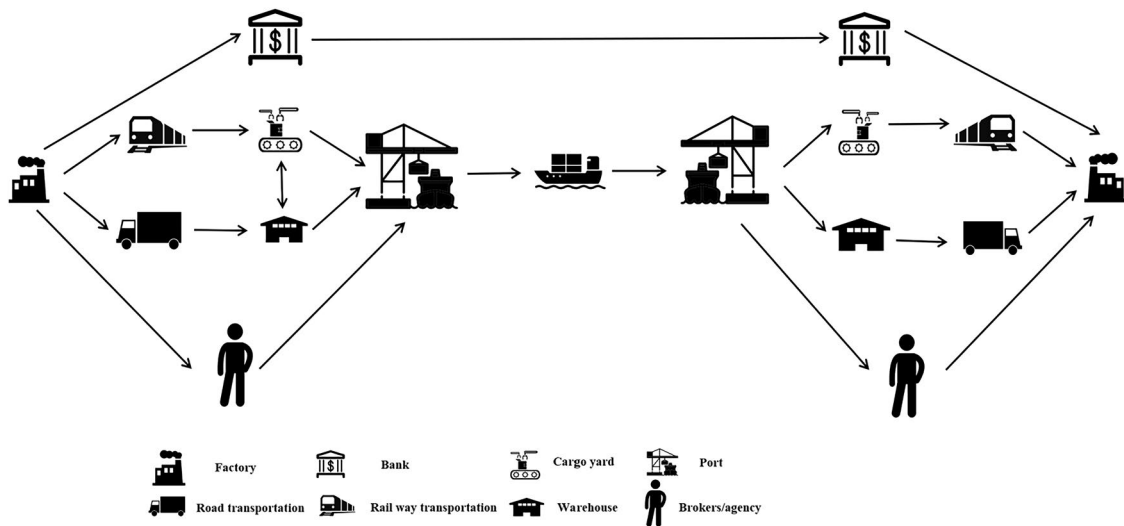 $ $
Factory Bank Cargo yard Port
Road transportation Rail way transportation Warehouse Brokers/agency